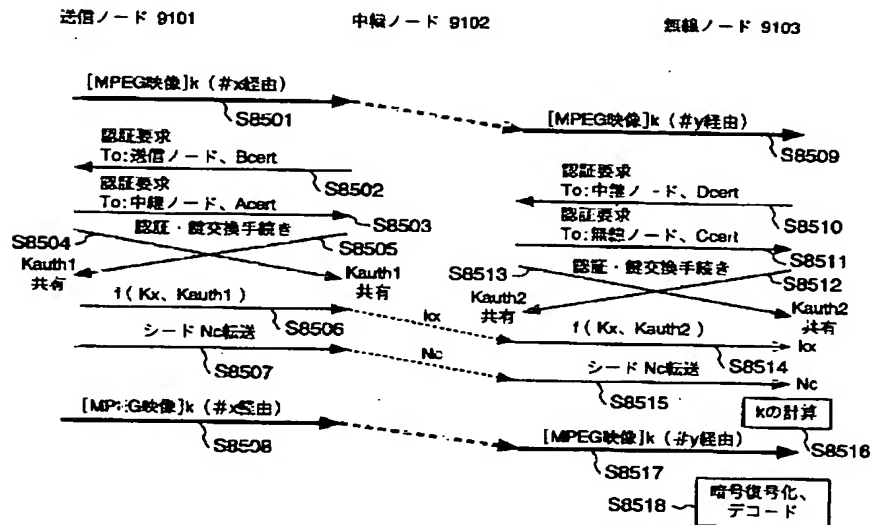 送信ノード 9101
中継ノード 9102
無線ノード 9103
[MPEG映像]k (#x経由)
S8501
[MPEG映像]k (#y経由)
S8509
認証要求
To:送信ノード、Bcert
S8502
認証要求
To:中継ノード、Acert
S8503
認証要求
To:中継ノード、Dcert
S8510
認証要求
To:無線ノード、Ccert
S8511
S8504
認証・鍵交換手続き
S8505
Kauth1
共有
Kauth1
共有
S8513
認証・鍵交換手続き
S8512
Kauth2
共有
Kauth2
共有
f(Kx、Kauth1)
S8506
kx
f(Kx、Kauth2)
S8514
kx
シード Nc転送
S8507
Nc
シード Nc転送
S8515
Nc
kの計算
S8516
[MPEG映像]k (#x経由)
S8508
[MPEG映像]k (#y経由)
S8517
S8518
暗号復号化、
デコード